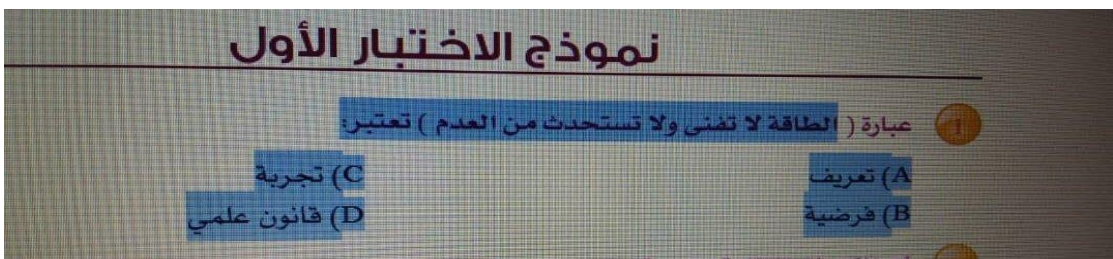 نموذج الاختبار الأول
1 عبارة ( الطاقة لا تفنى ولا تستحدث من العدم ) تعتبر:
A) تعريف
C) تجربة
B) فرضية
D) قانون علمي